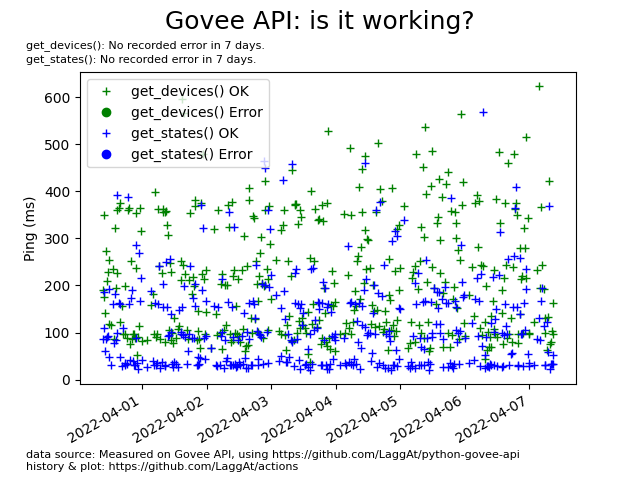 Govee API: is it working?
get_devices(): No recorded error in 7 days.
get_states(): No recorded error in 7 days.
get_devices() OK
get_devices() Error
get_states() OK
get_states() Error
600
500
400
300
200
100
0
Ping (ms)
2022-04-01
2022-04-02
2022-04-03
2022-04-04
2022-04-05
2022-04-06
2022-04-07
data source: Measured on Govee API, using https://github.com/LaggAt/python-govee-api
history & plot: https://github.com/LaggAt/actions